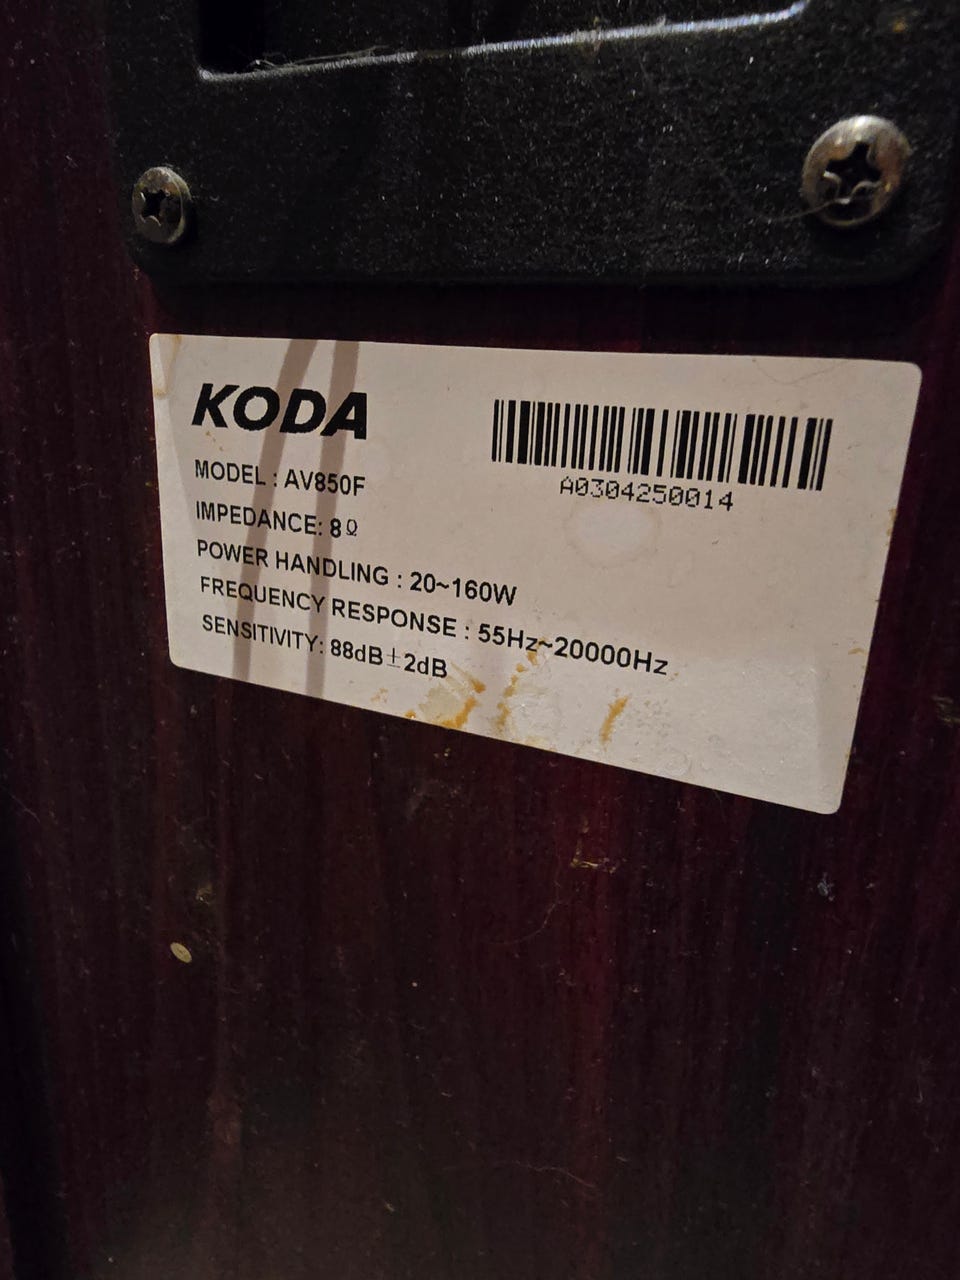 KODA
A0304250014
MODEL : AV850F
IMPEDANCE: 8Ω
POWER HANDLING : 20~160W
FREQUENCY RESPONSE : 55Hz~20000Hz
SENSITIVITY: 88dB±2dB